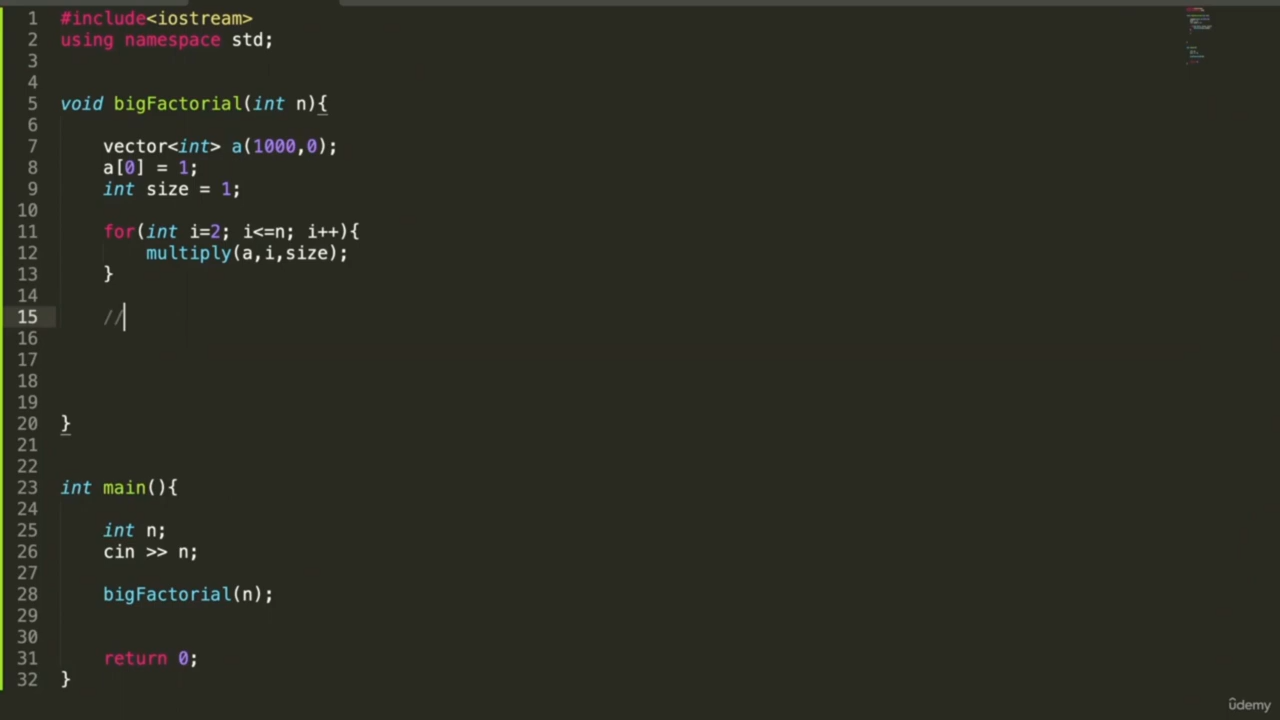 1 #include<iostream>
2 using namespace std;
3
4
5 void bigFactorial(int n){
6
7 vector<int> a(1000,0);
8 a[0] = 1;
9 int size = 1;
10
11 for(int i=2; i<=n; i++){
12 multiply(a,i,size);
13 }
14
15 //
16
17
18
19
20 }
21
22
23 int main(){
24
25 int n;
26 cin >> n;
27
28 bigFactorial(n);
29
30
31 return 0;
32 }
ûdemy